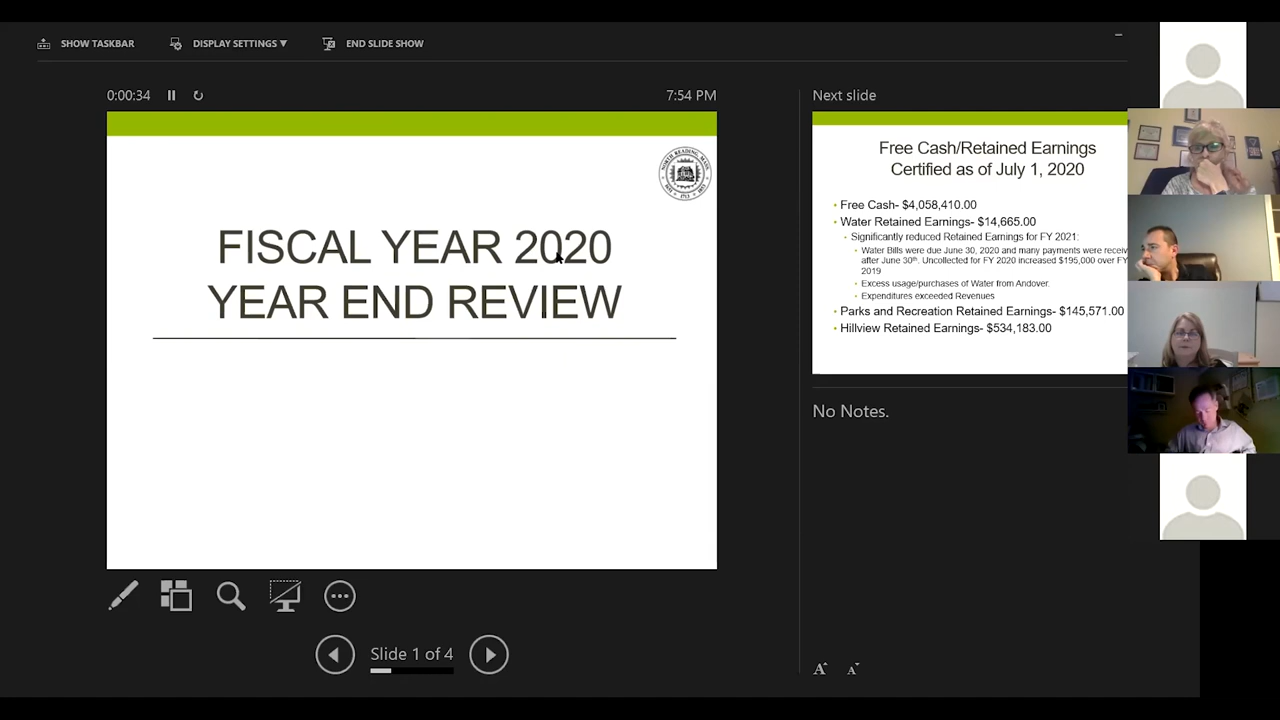 SHOW TASKBAR
DISPLAY SETTINGS ▼
END SLIDE SHOW
0:00:34
7:54 PM
NORTH READING, MASS
FISCAL YEAR 2020
YEAR END REVIEW
Slide 1 of 4
Next slide
Free Cash/Retained Earnings
Certified as of July 1, 2020
• Free Cash- $4,058,410.00
• Water Retained Earnings- $14,665.00
• Significantly reduced Retained Earnings for FY 2021:
• Water Bills were due June 30, 2020 and many payments were receiv
after June 30th. Uncollected for FY 2020 increased $195,000 over FY
2019
• Excess usage/purchases of Water from Andover.
• Expenditures exceeded Revenues
• Parks and Recreation Retained Earnings- $145,571.00
• Hillview Retained Earnings- $534,183.00
No Notes.
A A